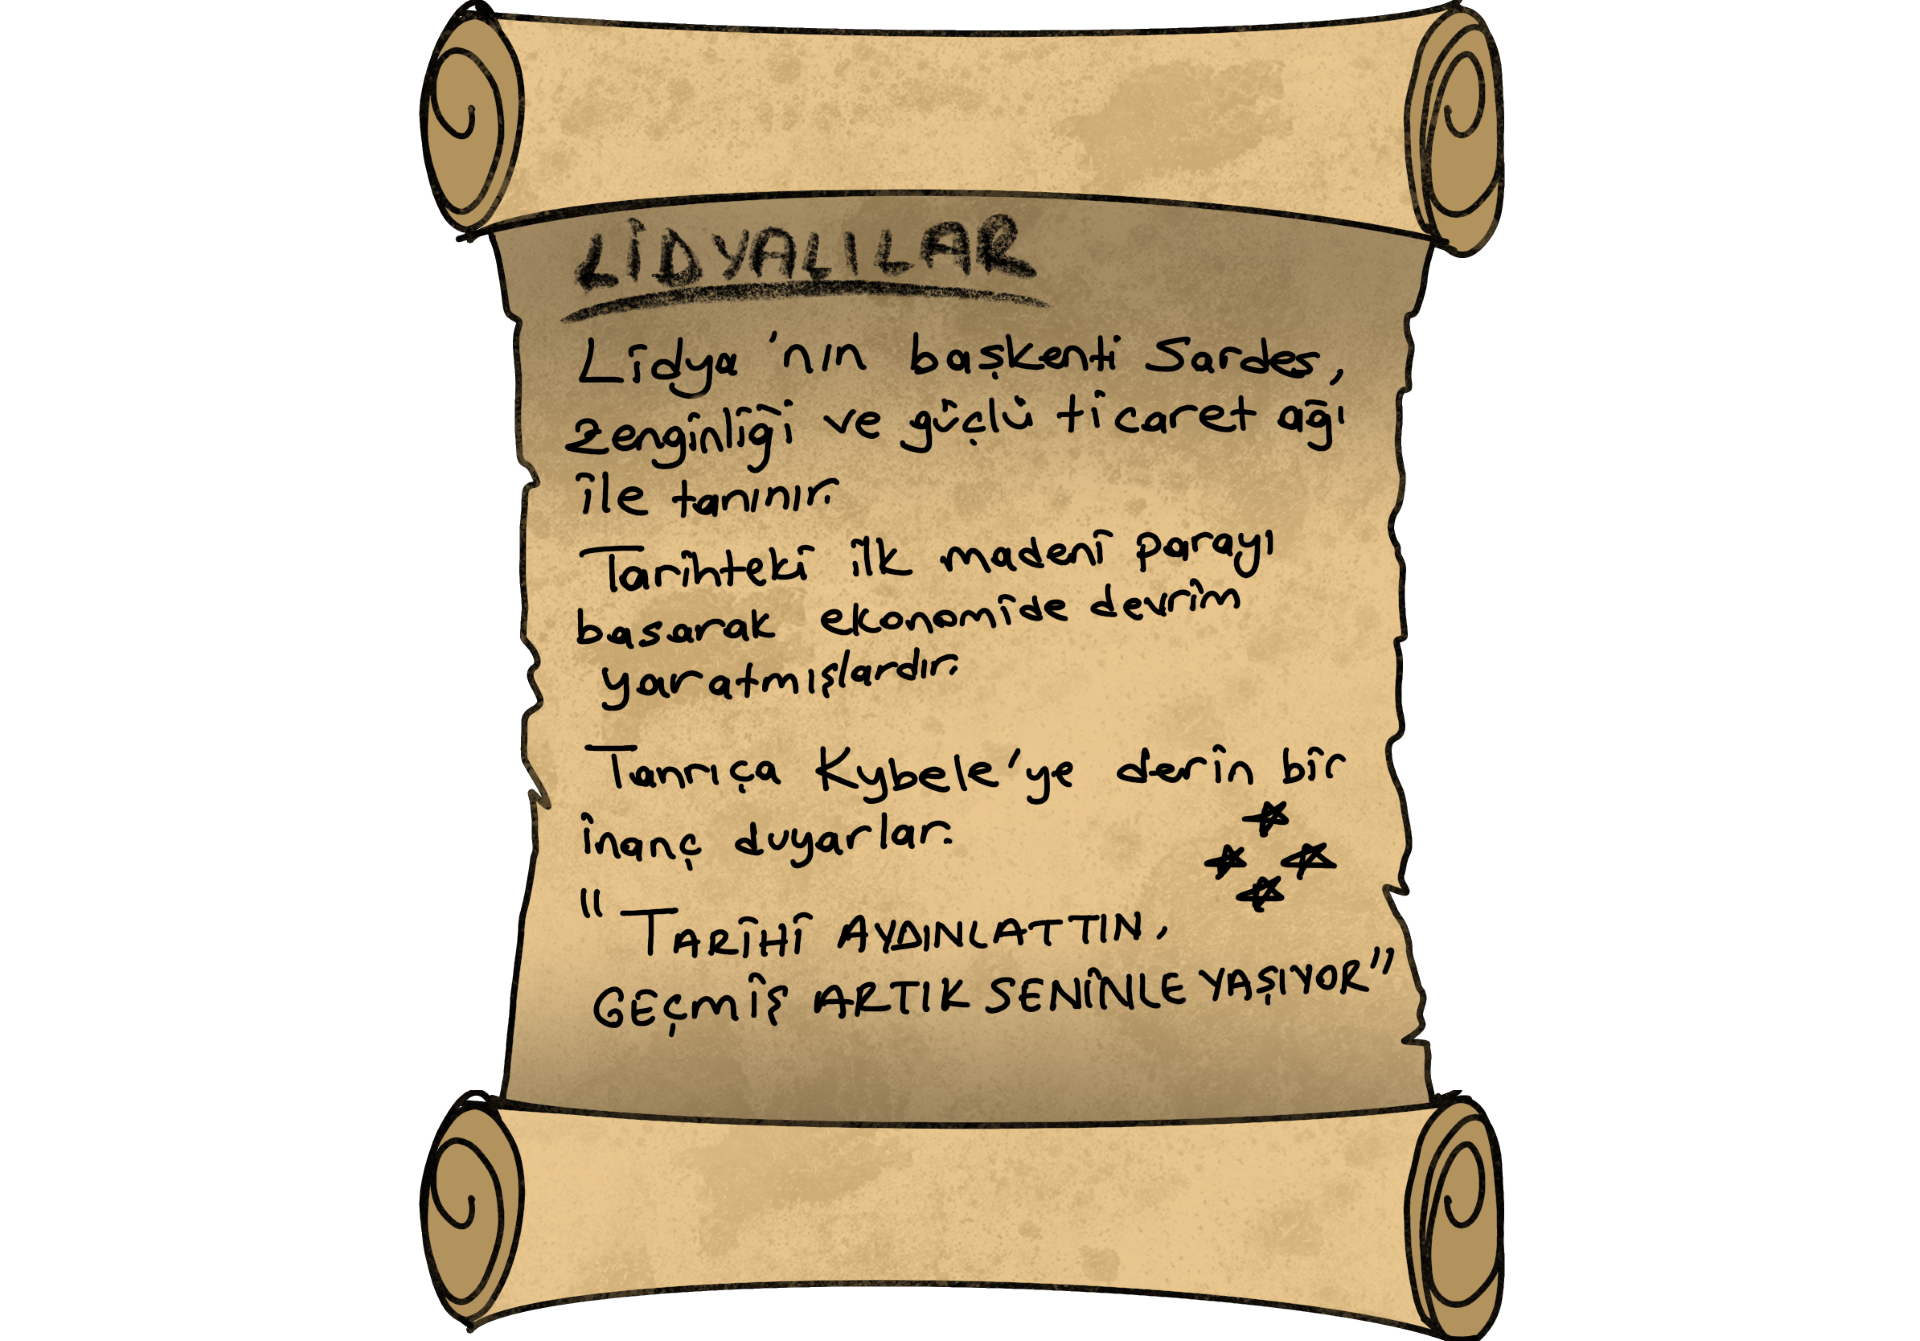 LİDYALILAR
Lidya'nın başkenti Sardes,
zenginliği ve güçlü ticaret ağı
ile tanınır.
Tarihteki ilk madeni parayı
basarak ekonomide devrim
yaratmışlardır.
Tanrıça Kybele'ye derin bir
inanç duyarlar.
"TARİHİ AYDINLATTIN,
GEÇMİŞ ARTIK SENİNLE YAŞIYOR"